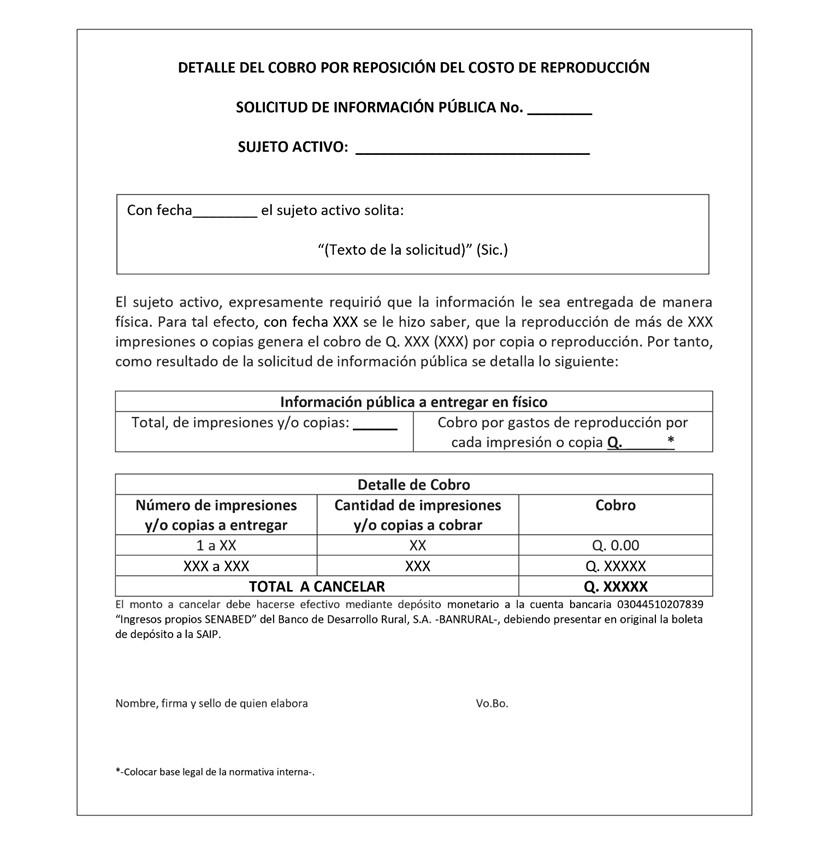 DETALLE DEL COBRO POR REPOSICIÓN DEL COSTO DE REPRODUCCIÓN
SOLICITUD DE INFORMACIÓN PÚBLICA No. ________
SUJETO ACTIVO: ____________________________
Con fecha________ el sujeto activo solita:
“(Texto de la solicitud)” (Sic.)
El sujeto activo, expresamente requirió que la información le sea entregada de manera
física. Para tal efecto, con fecha XXX se le hizo saber, que la reproducción de más de XXX
impresiones o copias genera el cobro de Q. XXX (XXX) por copia o reproducción. Por tanto,
como resultado de la solicitud de información pública se detalla lo siguiente:
Información pública a entregar en físico
Total, de impresiones y/o copias: ______
Cobro por gastos de reproducción por
cada impresión o copia Q.______*
Detalle de Cobro
Número de impresiones
y/o copias a entregar
Cantidad de impresiones
y/o copias a cobrar
Cobro
1 a XX XX Q. 0.00
XXX a XXX XXX Q. XXXXX
TOTAL A CANCELAR Q. XXXXX
El monto a cancelar debe hacerse efectivo mediante depósito monetario a la cuenta bancaria 03044510207839
“Ingresos propios SENABED” del Banco de Desarrollo Rural, S.A. -BANRURAL-, debiendo presentar en original la boleta
de depósito a la SAIP.
Nombre, firma y sello de quien elabora Vo.Bo.
*-Colocar base legal de la normativa interna-.